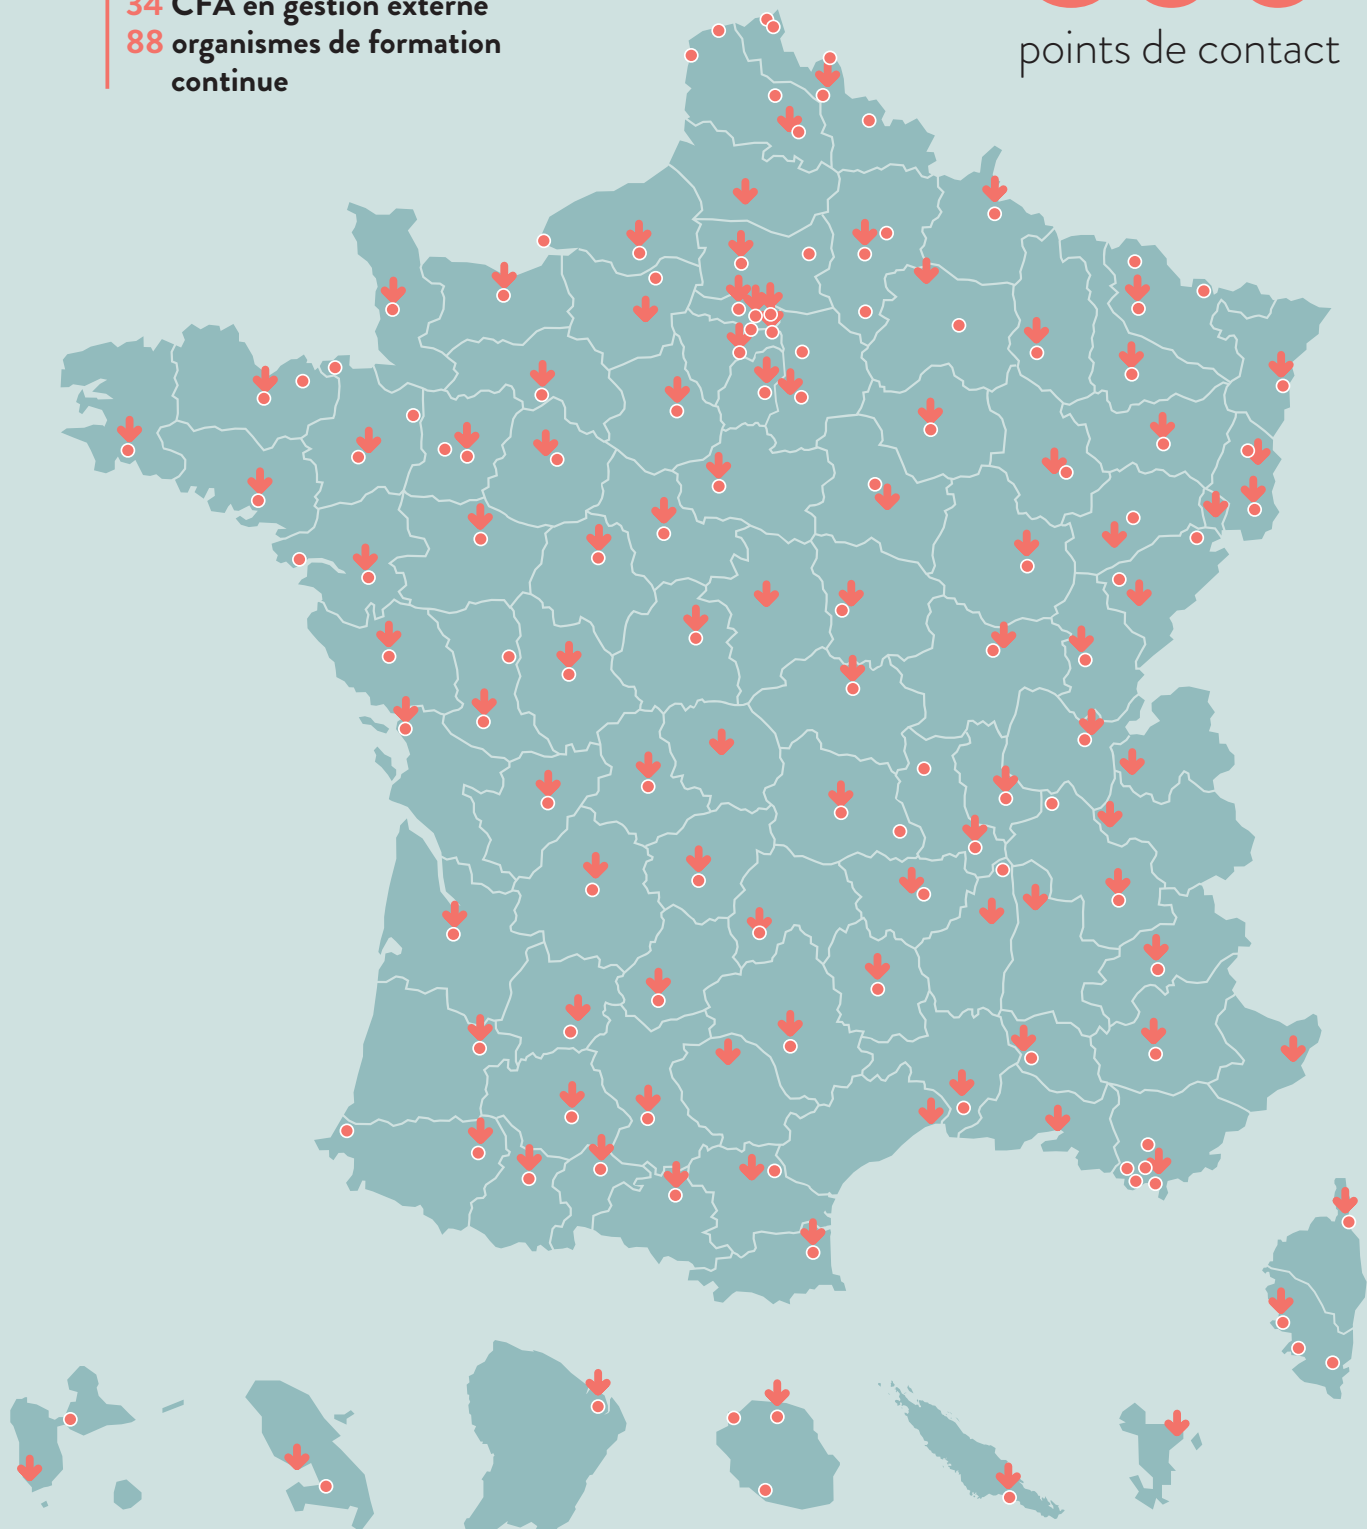 34 CFA en gestion externe
88 organismes de formation
continue
points de contact